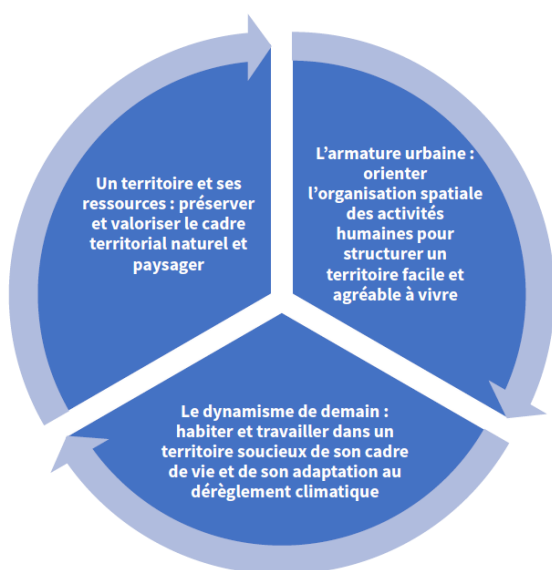 Un territoire et ses
ressources : préserver
et valoriser le cadre
territorial naturel et
paysager
L’armature urbaine :
orienter
l’organisation spatiale
des activités
humaines pour
structurer un
territoire facile et
agréable à vivre
Le dynamisme de demain :
habiter et travailler dans un
territoire soucieux de son cadre
de vie et de son adaptation au
dérèglement climatique